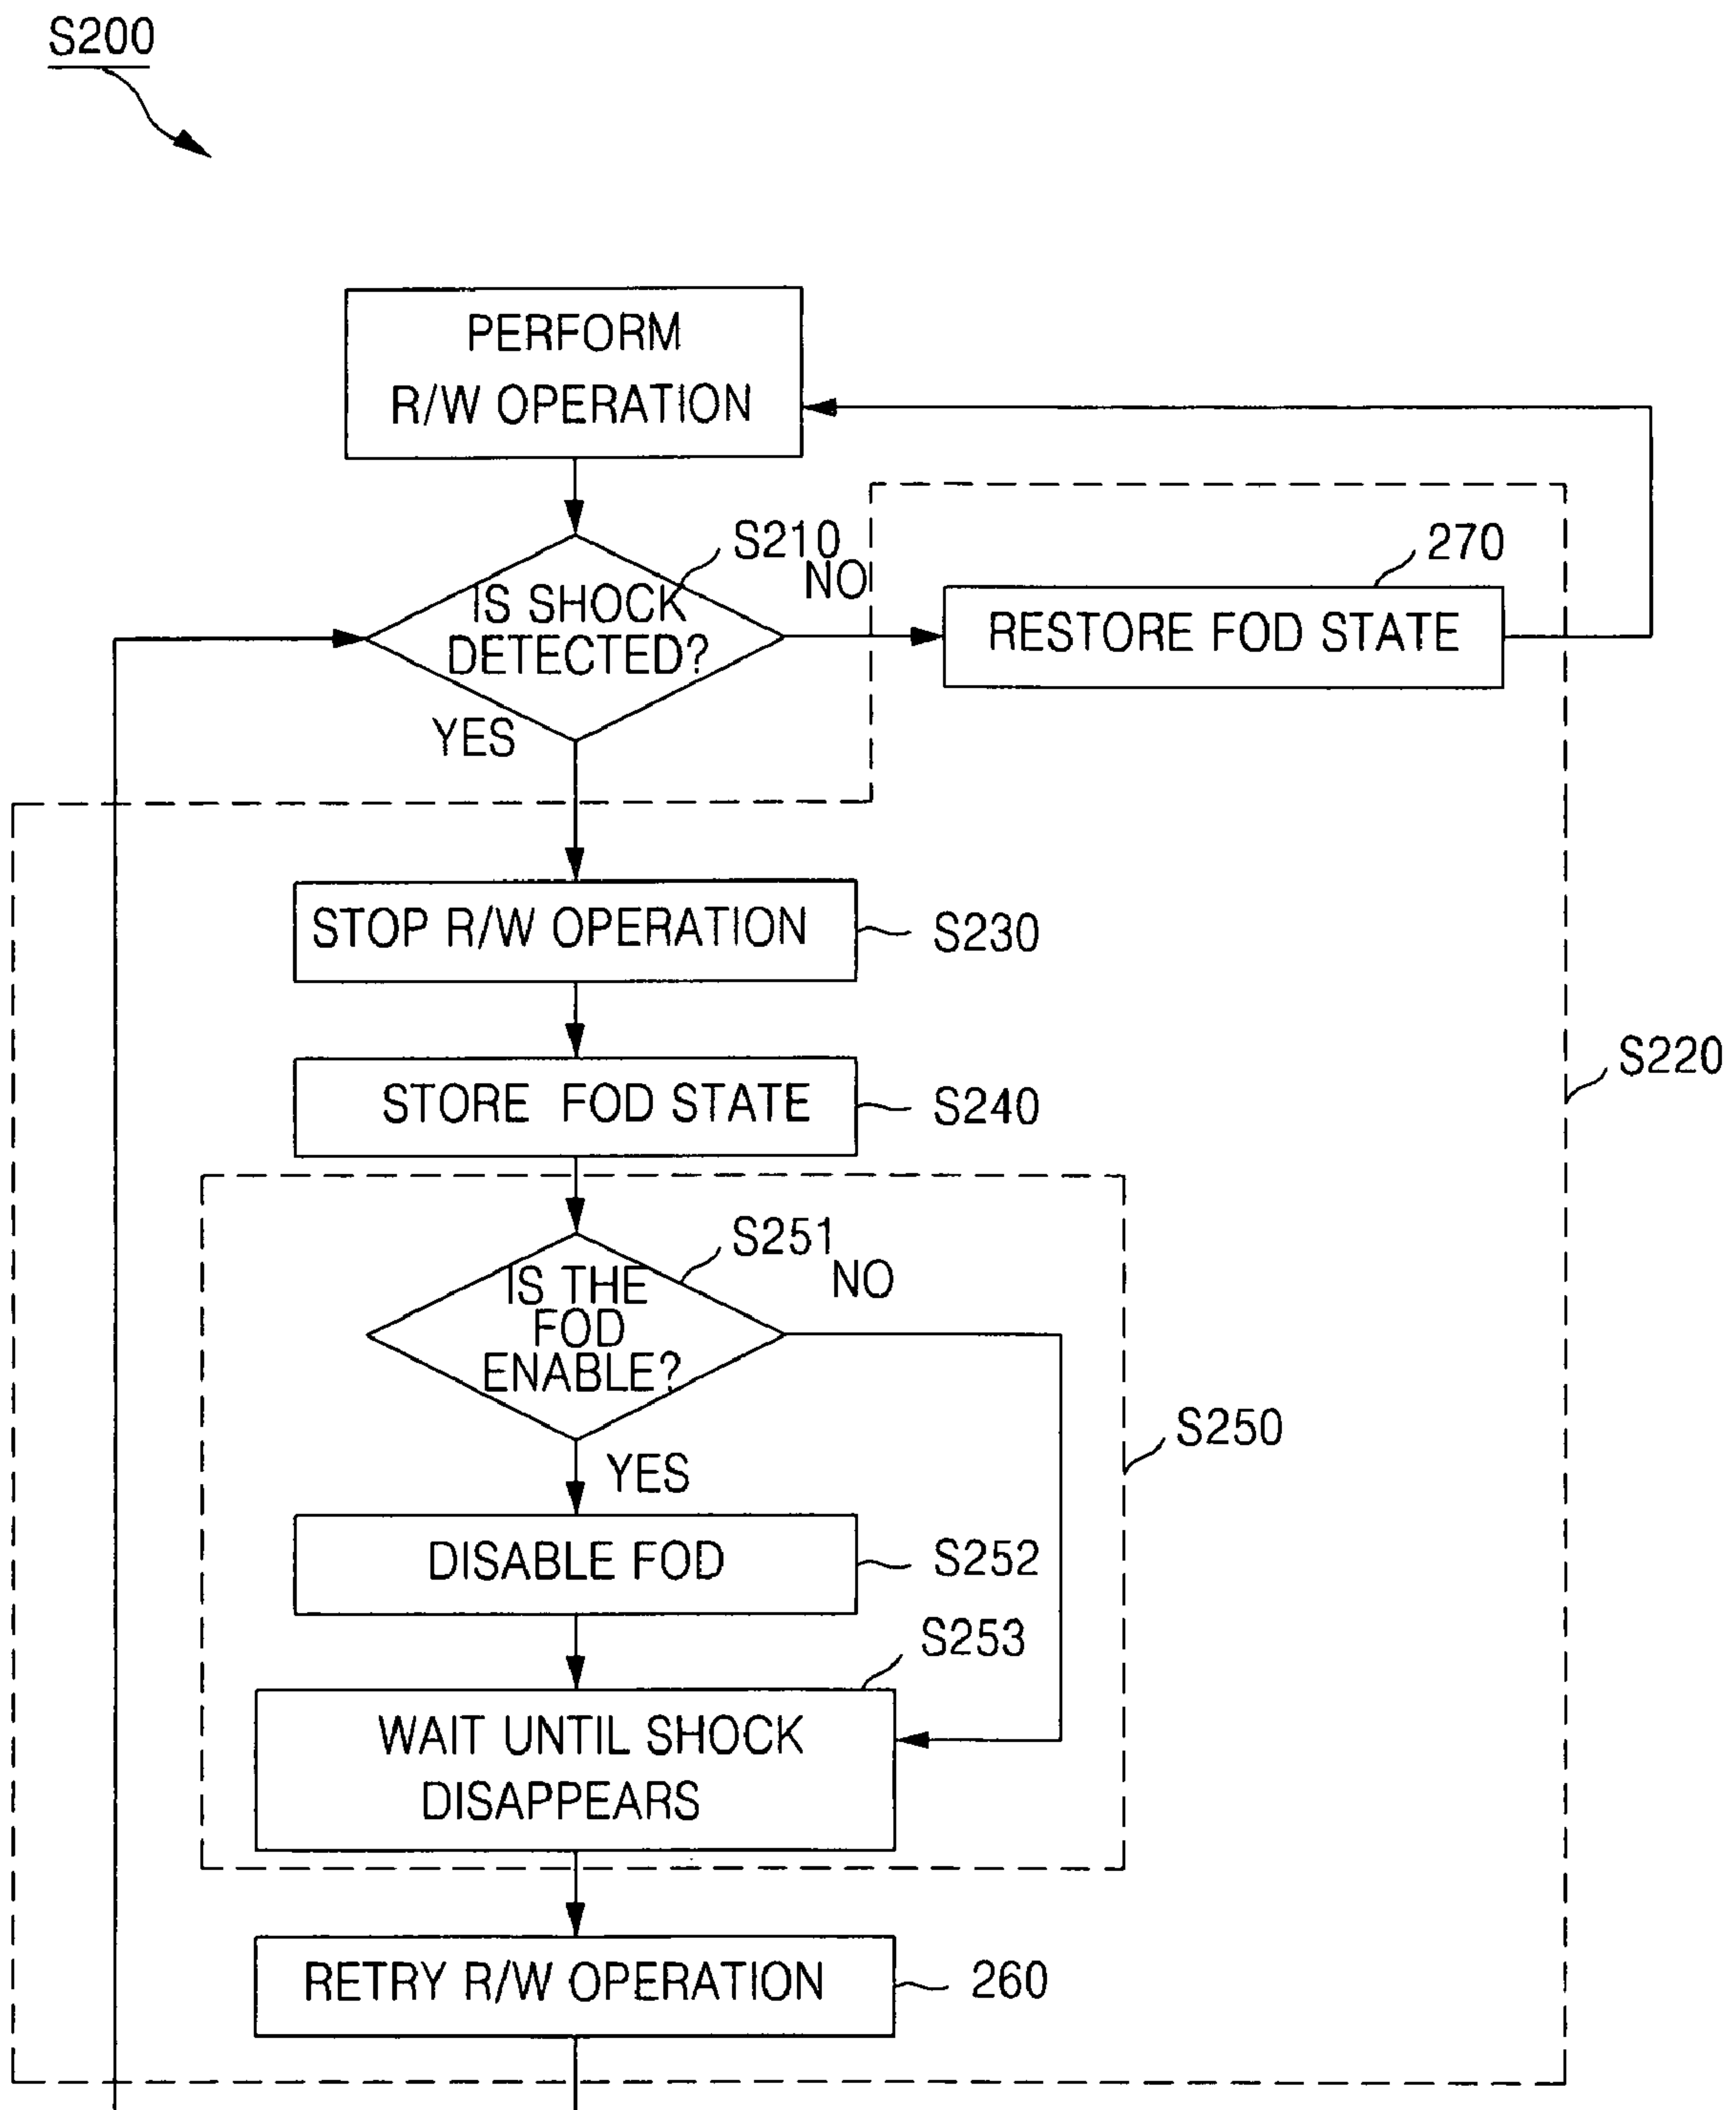 S200
PERFORM
R/W OPERATION
S210
NO
270
IS SHOCK
DETECTED?
RESTORE FOD STATE
YES
STOP R/W OPERATION
S230
S220
STORE FOD STATE
S240
S251
NO
IS THE
FOD
ENABLE?
S250
YES
DISABLE FOD
S252
S253
WAIT UNTIL SHOCK
DISAPPEARS
RETRY R/W OPERATION
260